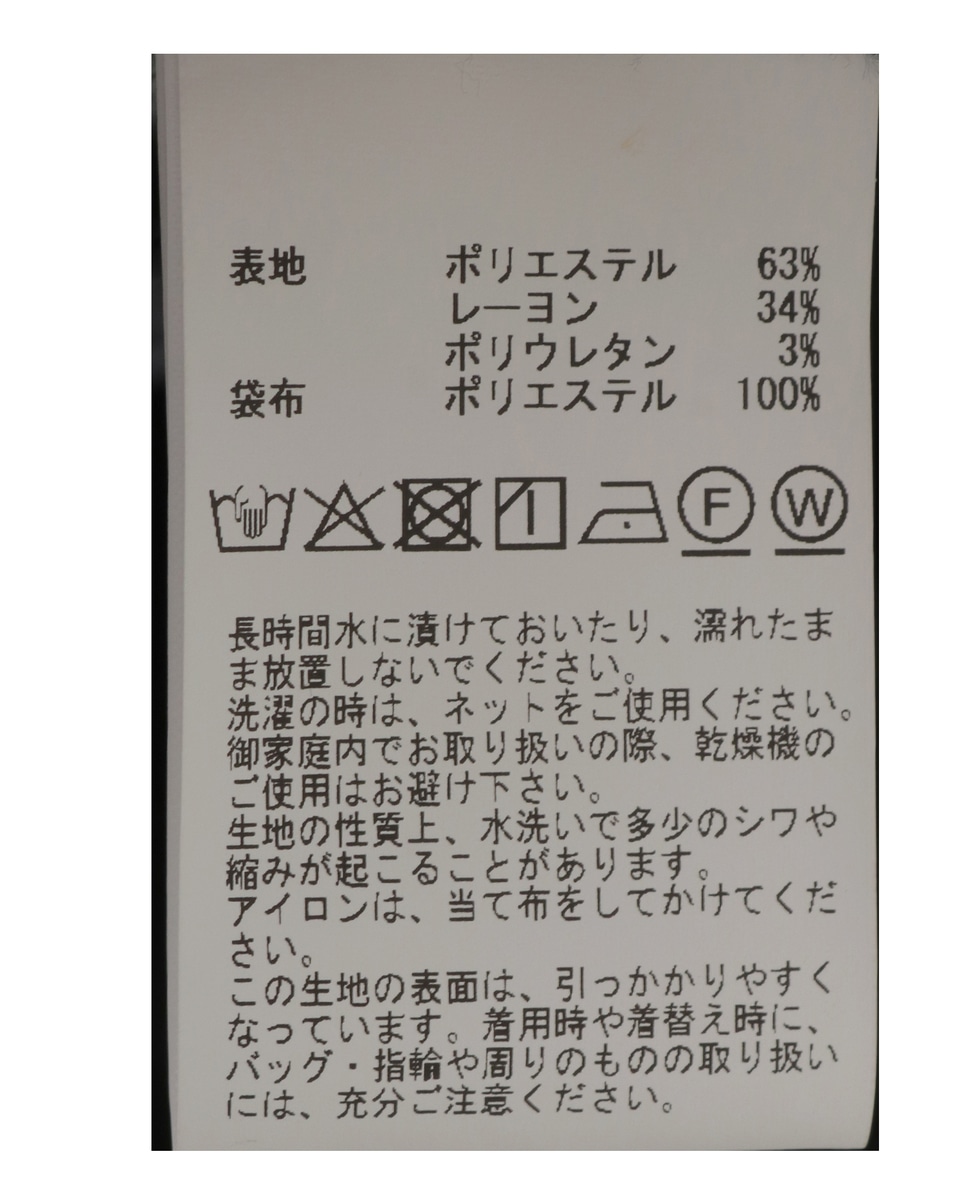 表地 ポリエステル 63%
レーヨン 34%
ポリウレタン 3%
袋布 ポリエステル 100%
F W
長時間水に漬けておいたり、濡れたま
ま放置しないでください。
洗濯の時は、ネットをご使用ください。
御家庭内でお取り扱いの際、乾燥機の
ご使用はお避け下さい。
生地の性質上、水洗いで多少のシワや
縮みが起こることがあります。
アイロンは、当て布をしてかけてくだ
さい。
この生地の表面は、引っかかりやすく
なっています。着用時や着替え時に、
バッグ・指輪や周りのものの取り扱い
には、充分ご注意ください。